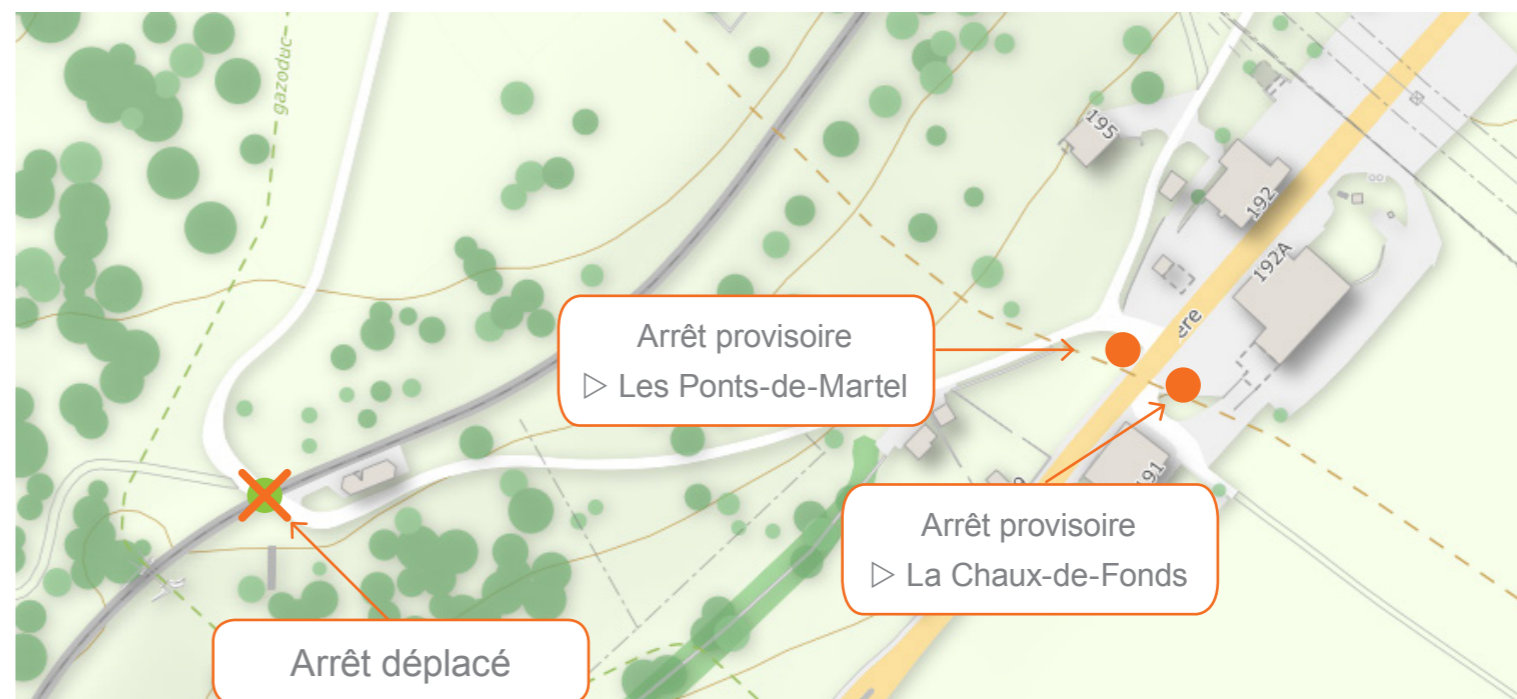 gazoduc
195
192
192A
ère
Arrêt provisoire
▷ Les Ponts-de-Martel
191
Arrêt provisoire
▷ La Chaux-de-Fonds
Arrêt déplacé